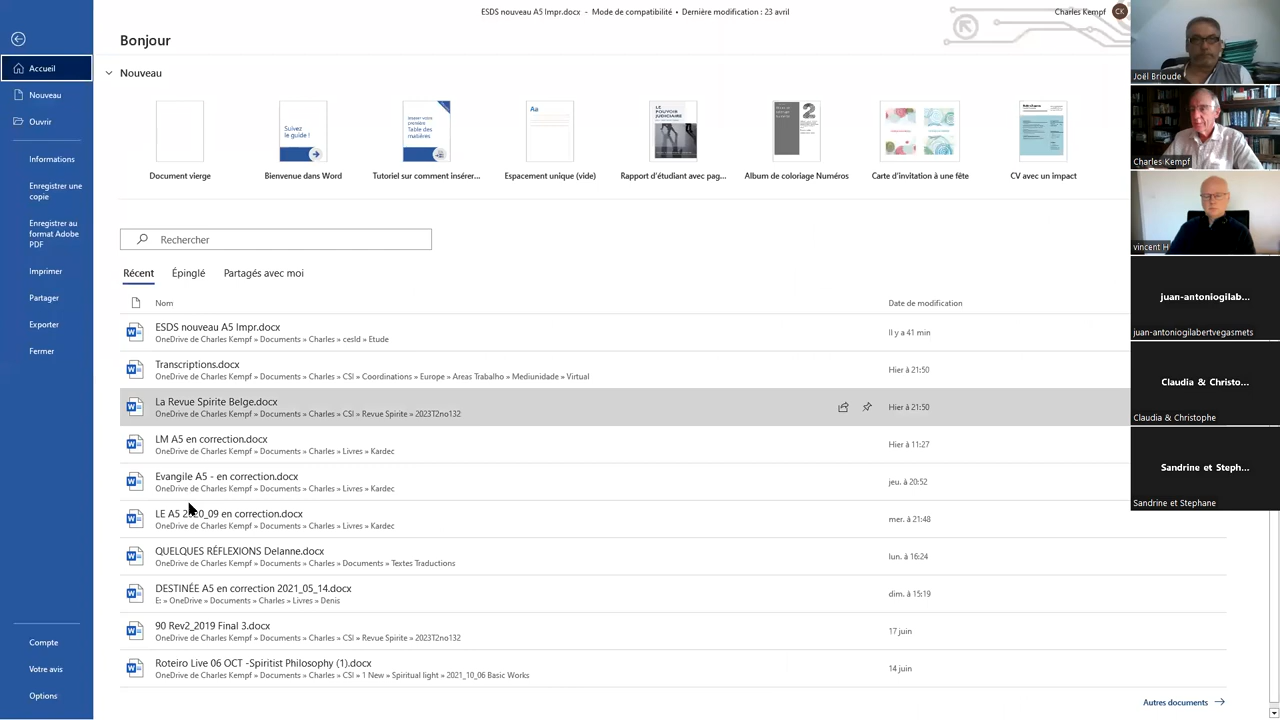 ESDS nouveau A5 Impr.docx - Mode de compatibilité • Dernière modification : 23 avril
Charles Kempf CK
Bonjour
Accueil
Nouveau
Ouvrir
Informations
Enregistrer une
copie
Enregistrer au
format Adobe
PDF
Imprimer
Partager
Exporter
Fermer
Compte
Votre avis
Options
Nouveau
Aa
Suivez
le guide !
Document vierge
Bienvenue dans Word
Tutoriel sur comment insérer...
Espacement unique (vide)
Rapport d'étudiant avec pag...
Album de coloriage Numéros
Carte d'invitation à une fête
CV avec un impact
LE
POUVOIR
JUDICIAIRE
2
Table des
matières
Rechercher
Récent Épinglé Partagés avec moi
Nom Date de modification
ESDS nouveau A5 Impr.docx Il y a 41 min
OneDrive de Charles Kempf » Documents » Charles » cesld » Etude
Transcriptions.docx Hier à 21:50
OneDrive de Charles Kempf » Documents » Charles » CSI » Coordinations » Europe » Areas Trabalho » Mediunidade » Virtual
La Revue Spirite Belge.docx Hier à 21:50
OneDrive de Charles Kempf » Documents » Charles » CSI » Revue Spirite » 2023T2no132
LM A5 en correction.docx Hier à 11:27
OneDrive de Charles Kempf » Documents » Charles » Livres » Kardec
Evangile A5 - en correction.docx jeu. à 20:52
OneDrive de Charles Kempf » Documents » Charles » Livres » Kardec
LE A5 2020_09 en correction.docx mer. à 21:48
OneDrive de Charles Kempf » Documents » Charles » Livres » Kardec
QUELQUES RÉFLEXIONS Delanne.docx lun. à 16:24
OneDrive de Charles Kempf » Documents » Charles » Documents » Textes Traductions
DESTINÉE A5 en correction 2021_05_14.docx dim. à 15:19
E: » OneDrive » Documents » Charles » Livres » Denis
90 Rev2_2019 Final 3.docx 17 juin
OneDrive de Charles Kempf » Documents » Charles » CSI » Revue Spirite » 2023T2no132
Roteiro Live 06 OCT -Spiritist Philosophy (1).docx 14 juin
OneDrive de Charles Kempf » Documents » Charles » CSI » 1 New » Spiritual light » 2021_10_06 Basic Works
Autres documents
Joël Brioude
Charles Kempf
vincent H
juan-antoniogilab...
juan-antoniogilabertvegasmets
Claudia & Christo...
Claudia & Christophe
Sandrine et Steph...
Sandrine et Stephane